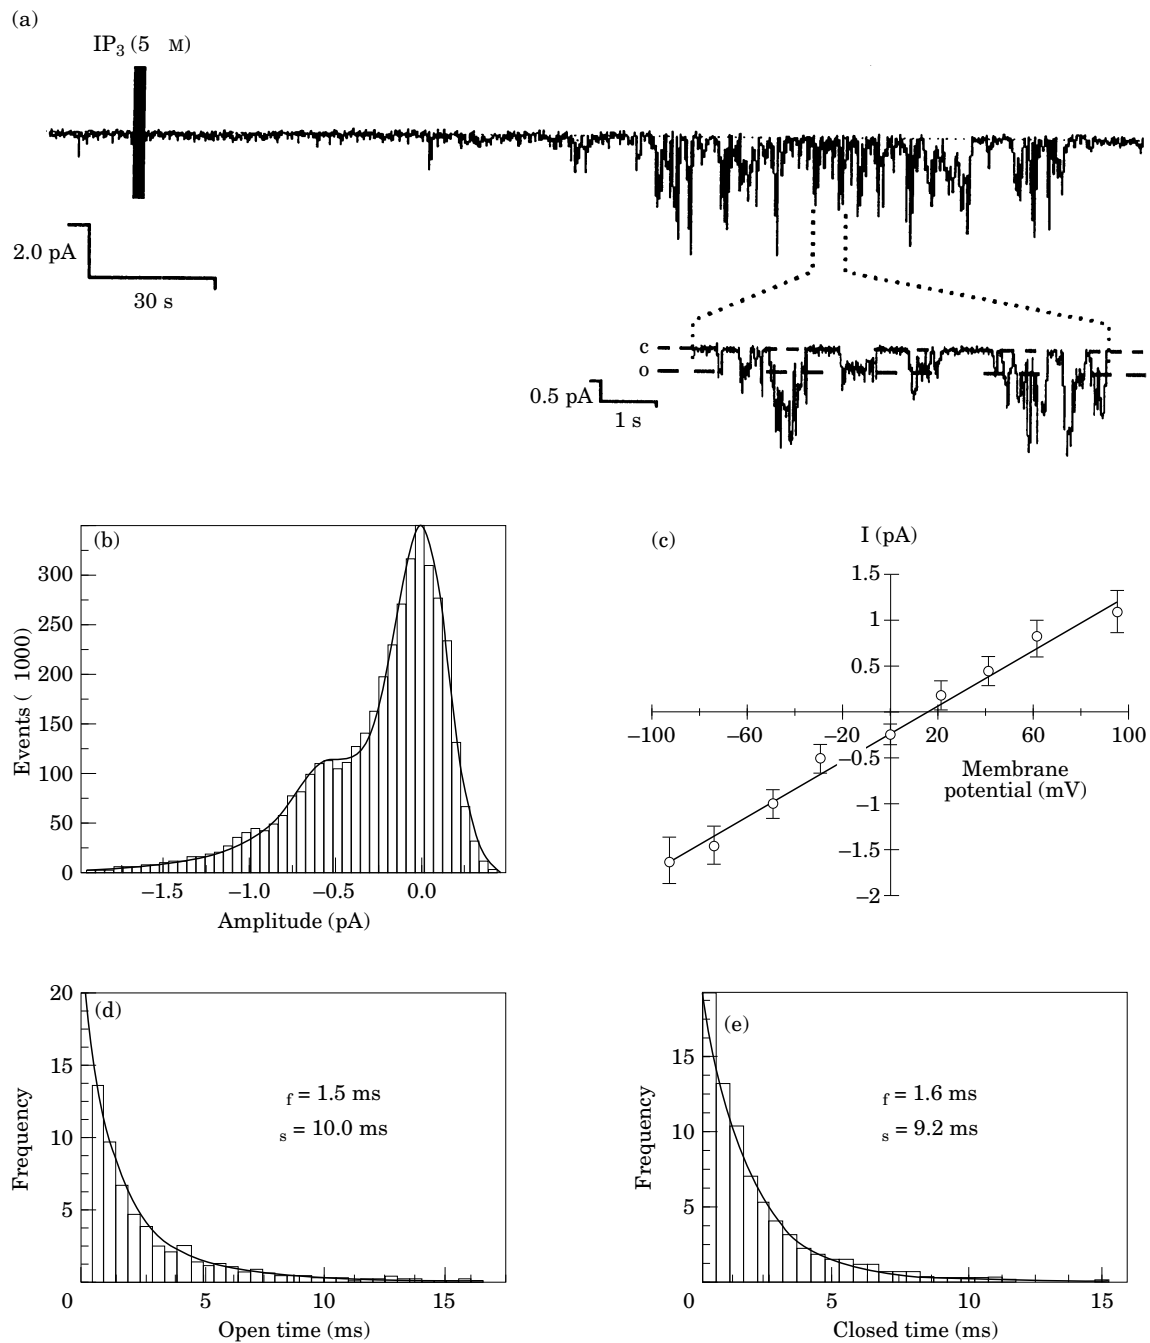 (a)
IP3 (5 M)
2.0 pA
30 s
c
o
0.5 pA
1 s
(b)
300
250
200
150
100
50
0
Events ( 1000)
−1.5
−1.0
−0.5
0.0
Amplitude (pA)
(c)
I (pA)
1.5
1
0.5
−100
−60
−20
20
60
100
−0.5
−1
−1.5
−2
Membrane
potential (mV)
(d)
20
15
10
5
Frequency
f = 1.5 ms
s = 10.0 ms
0
5
10
15
Open time (ms)
(e)
15
10
5
Frequency
f = 1.6 ms
s = 9.2 ms
0
5
10
15
Closed time (ms)